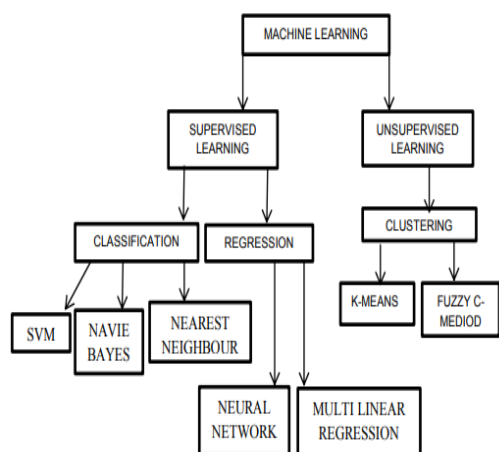 MACHINE LEARNING
SUPERVISED
LEARNING
UNSUPERVISED
LEARNING
CLASSIFICATION
REGRESSION
CLUSTERING
SVM
NAVIE
BAYES
NEAREST
NEIGHBOUR
K-MEANS
FUZZY C-
MEDIOD
NEURAL
NETWORK
MULTI LINEAR
REGRESSION